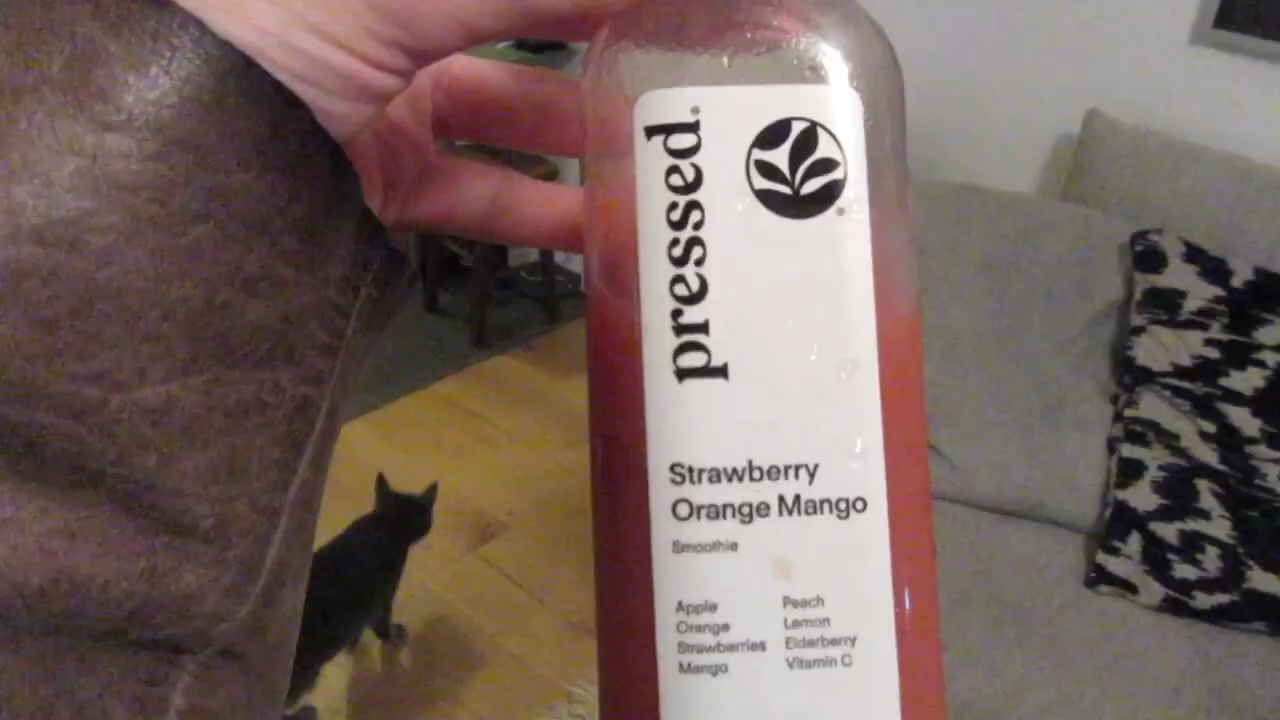 pressed.
Strawberry
Orange Mango
Smoothie
Apple
Orange
Strawberries
Mango
Peach
Lemon
Elderberry
Vitamin C